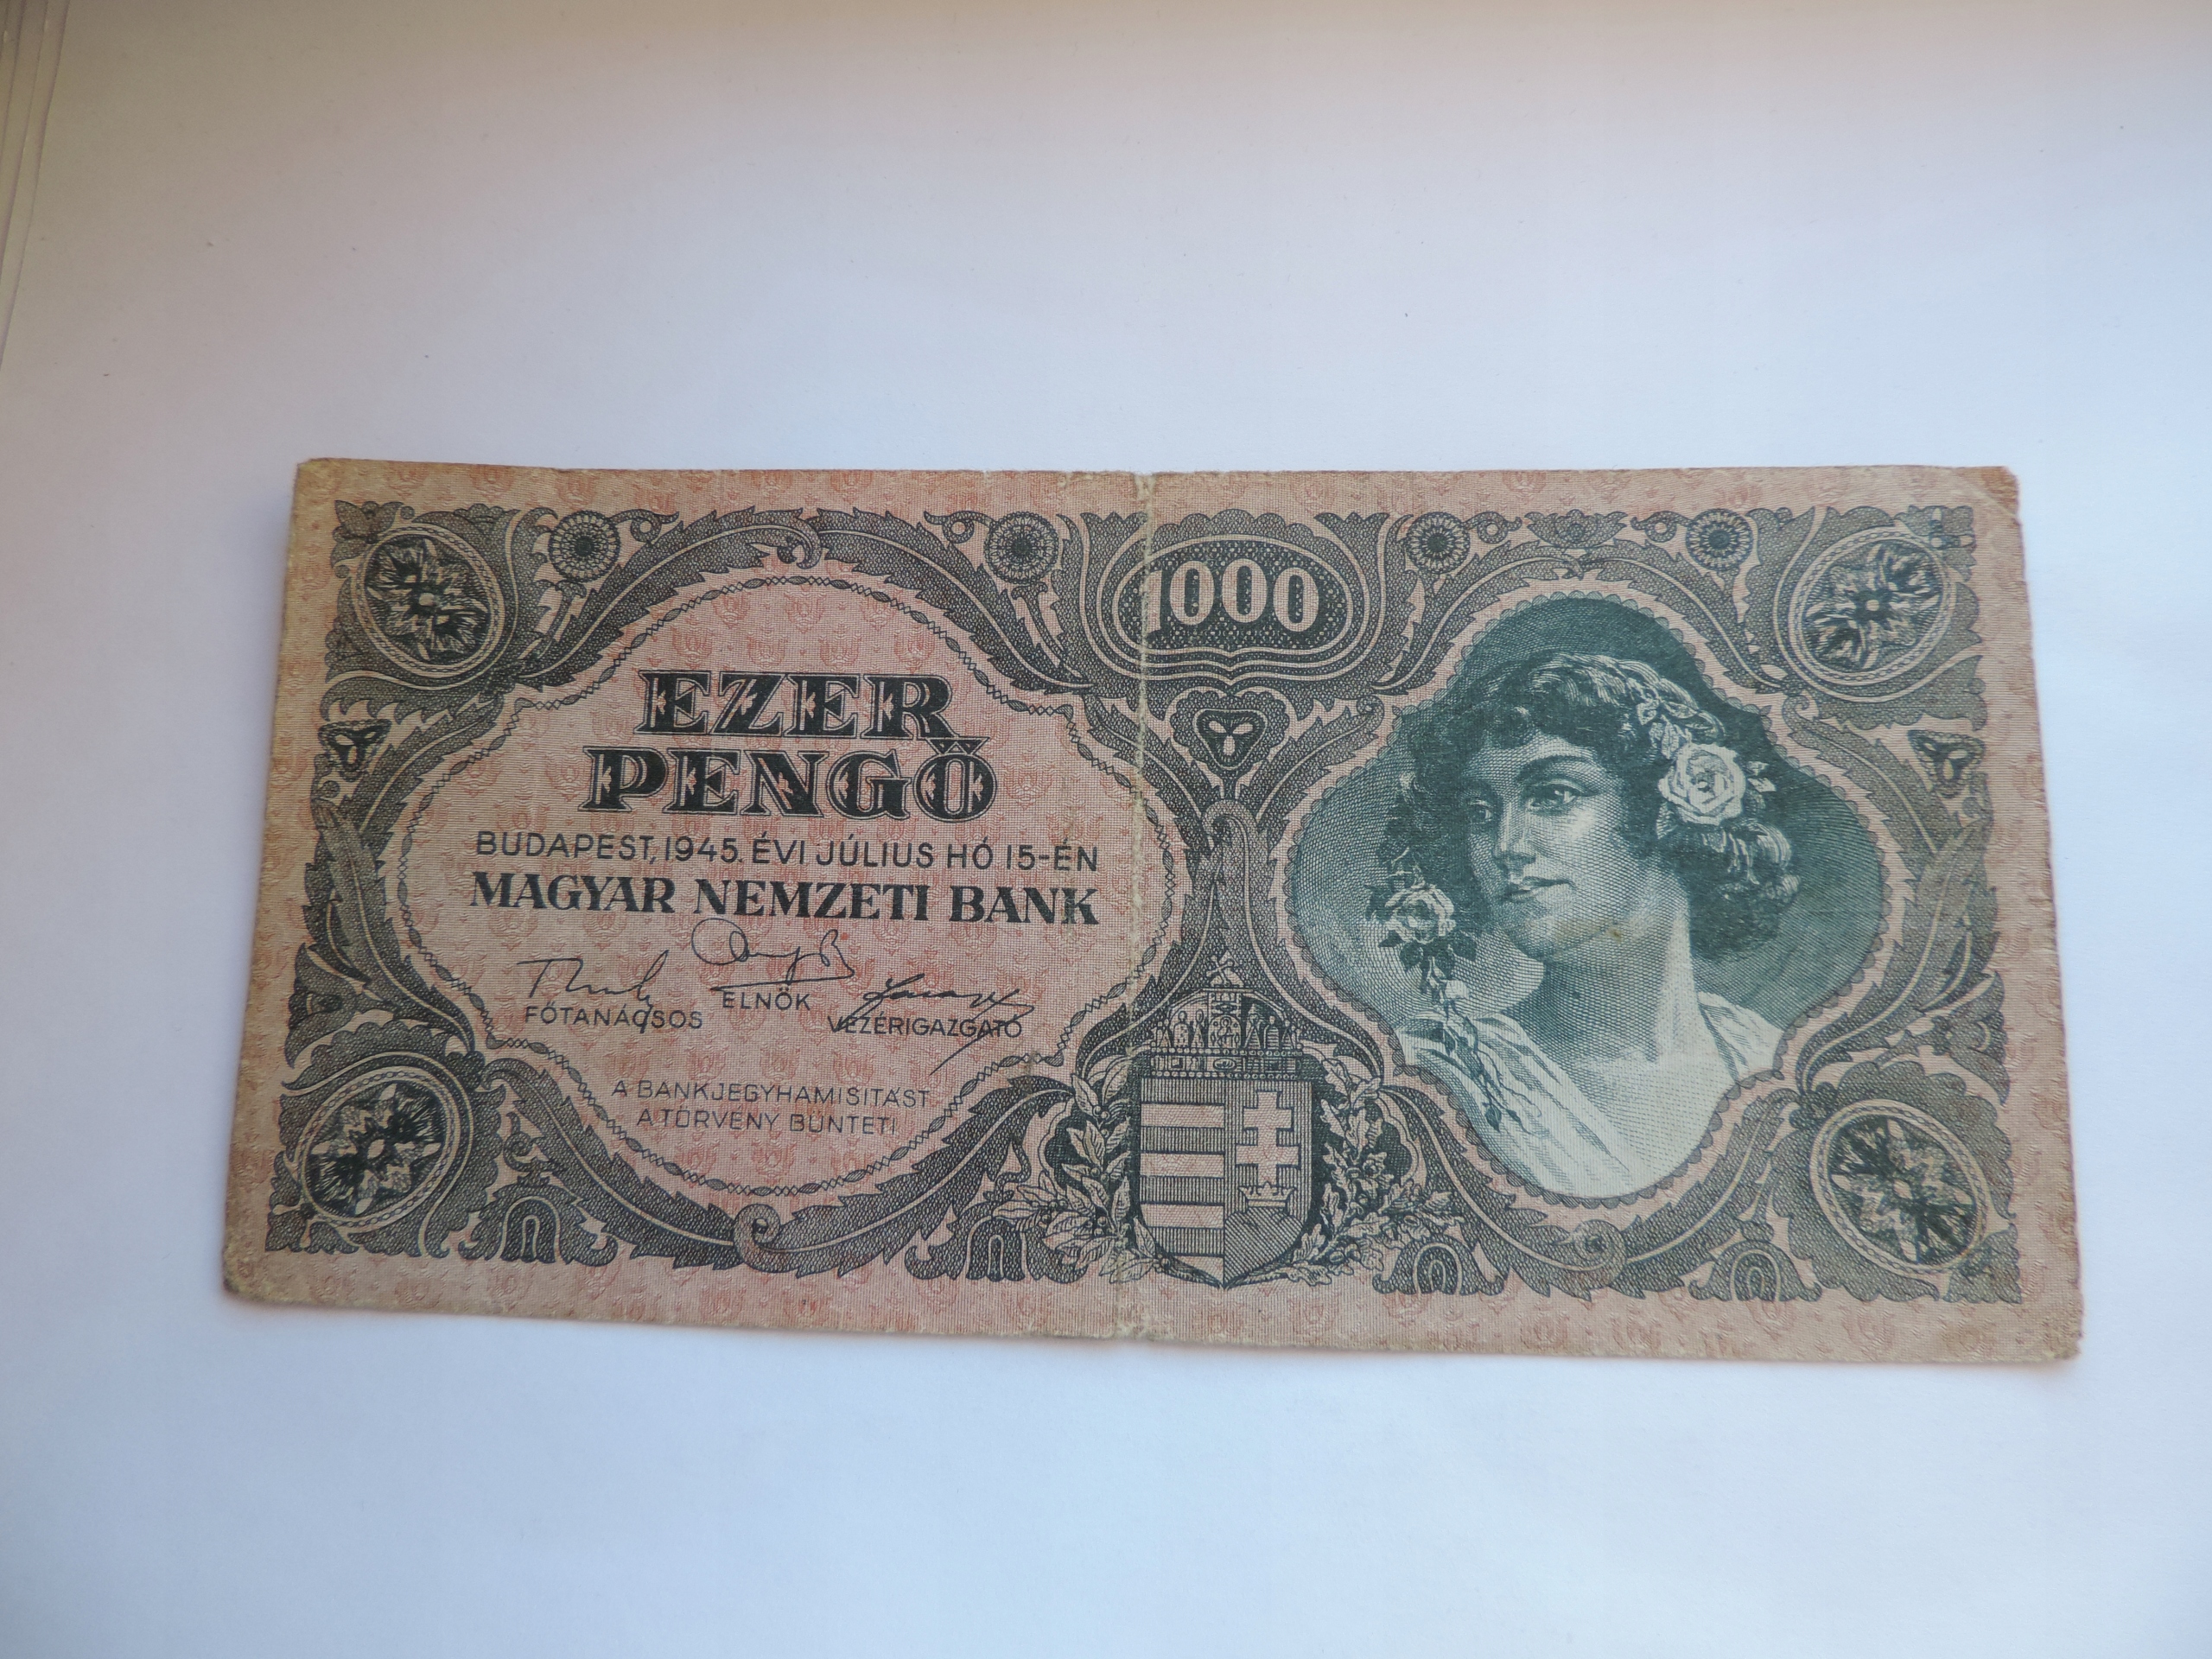 1000
EZER
PENGŐ
BUDAPEST, 1945. ÉVI JÚLIUS HÓ 15-ÉN
MAGYAR NEMZETI BANK
FŐTANÁCSOS
ELNÖK
VEZÉRIGAZGATÓ
A BANKJEGYHAMISITÁST
A TÖRVÉNY BÜNTETI